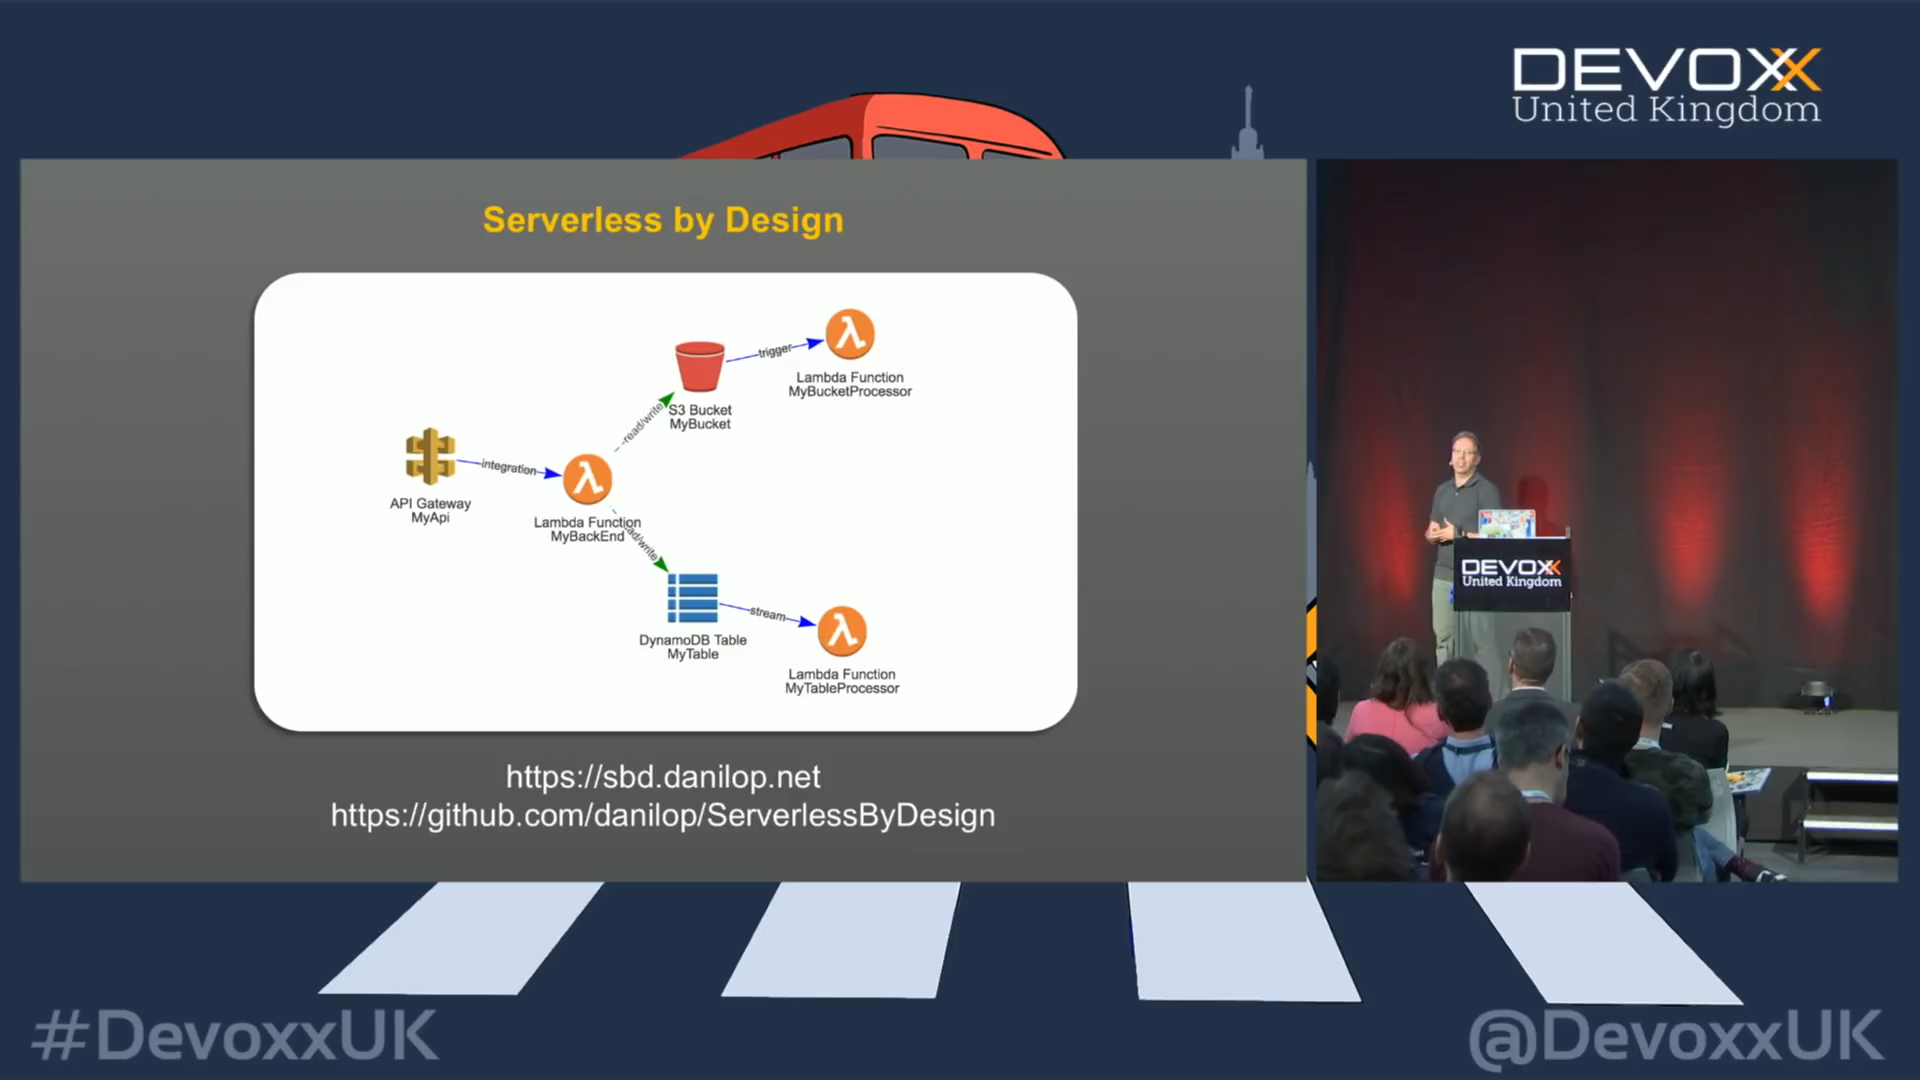 DEVOXX
United Kingdom
Serverless by Design
trigger
Lambda Function
MyBucketProcessor
S3 Bucket
MyBucket
read/write
integration
API Gateway
MyApi
Lambda Function
MyBackEnd
read/write
stream
DynamoDB Table
MyTable
Lambda Function
MyTableProcessor
https://sbd.danilop.net
https://github.com/danilop/ServerlessByDesign
DEVOXX
United Kingdom
#DevoxxUK
@DevoxxUK